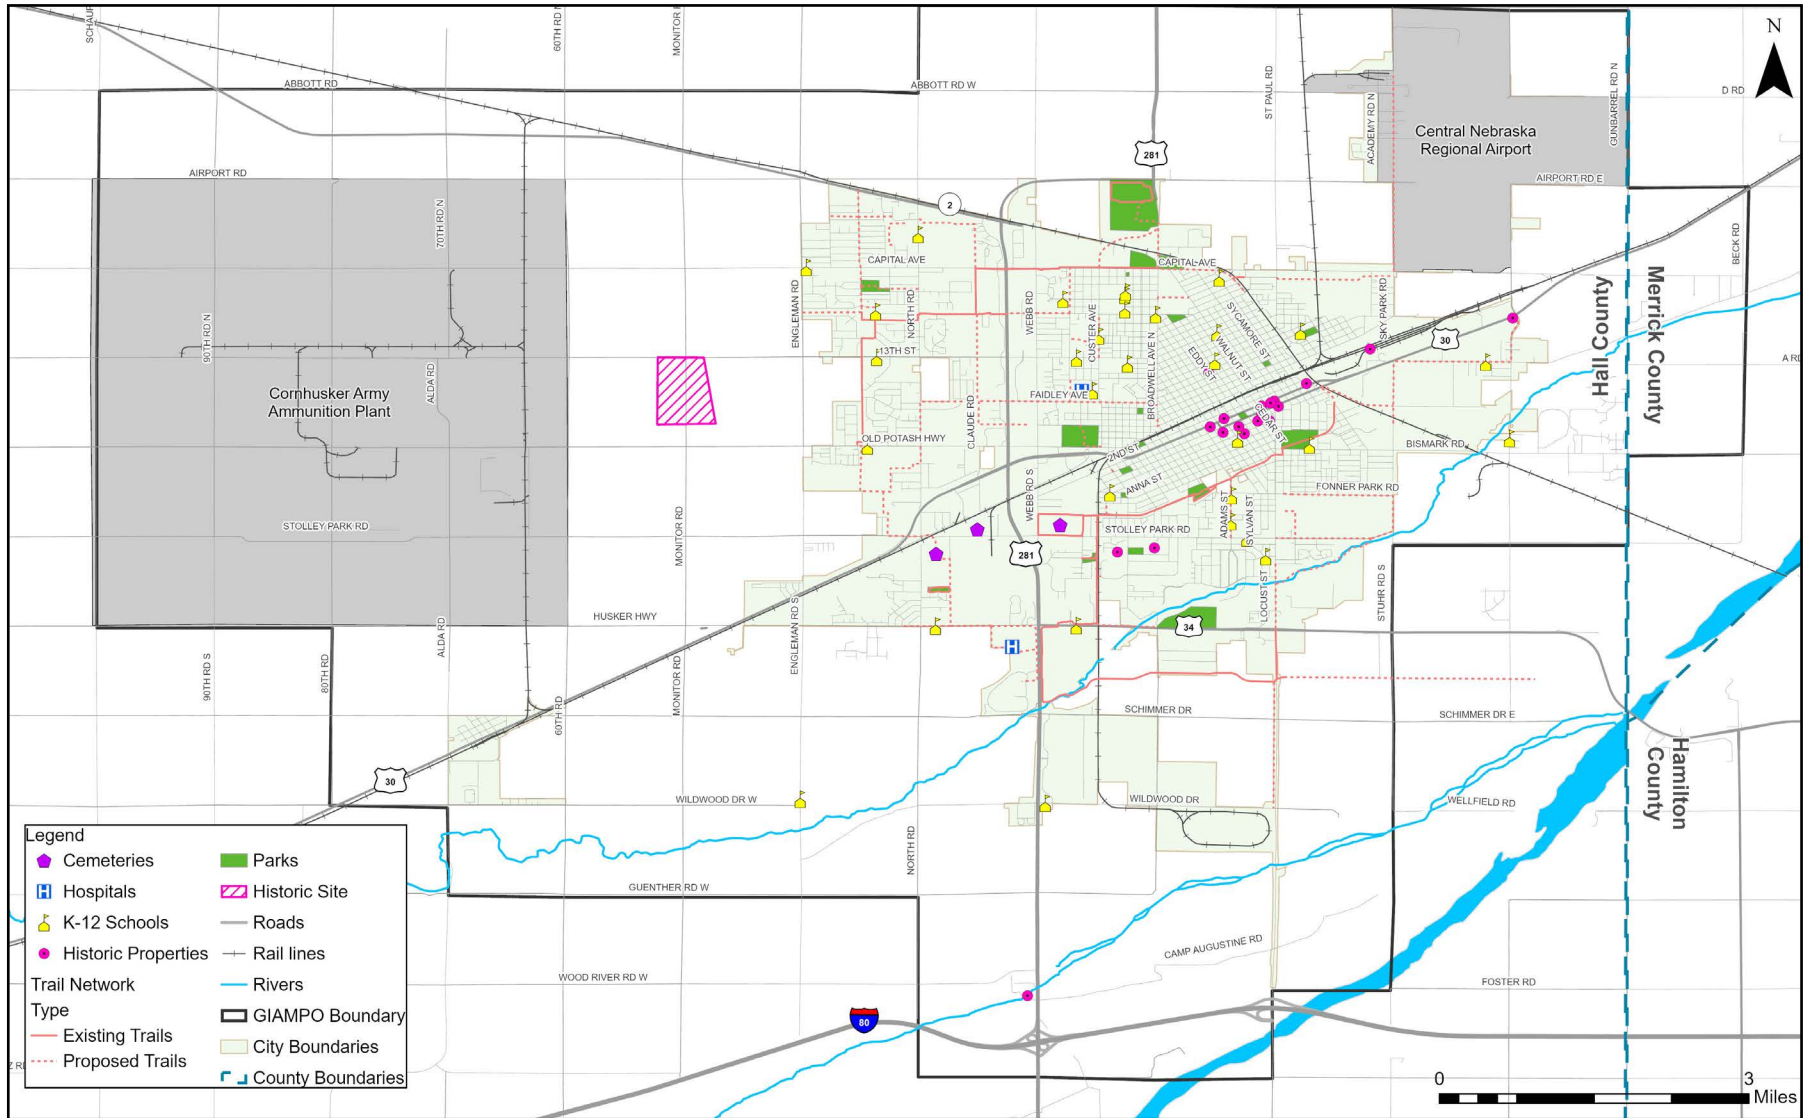 SCHAUP
60TH RD N
MONITOR R
N
ABBOTT RD
ABBOTT RD W
ST PAUL RD
ACADEMY RD N
GUNBARREL RD N
D RD
Central Nebraska
Regional Airport
281
AIRPORT RD
AIRPORT RD E
70TH RD N
2
BECK RD
CAPITAL AVE
CAPITAL AVE
ENGLEMAN RD
NORTH RD
WEBB RD
CUSTER AVE
BROADWELL AVE N
SYCAMORE ST
WALNUT ST
EDDY ST
SKY PARK RD
30
Hall County
Merrick County
90TH RD N
13TH ST
A RD
Cornhusker Army
Ammunition Plant
ALDA RD
FAIDLEY AVE
CLAUDE RD
CEDAR ST
OLD POTASH HWY
2ND ST
BISMARK RD
ANNA ST
FONNER PARK RD
WEBB RD S
ADAMS ST
SYLVAN ST
STOLLEY PARK RD
STOLLEY PARK RD
MONITOR RD
281
LOCUST ST
STUHR RD S
HUSKER HWY
ENGLEMAN RD S
34
ALDA RD
90TH RD S
80TH RD
MONITOR RD
60TH RD
SCHIMMER DR
SCHIMMER DR E
30
Hamilton
County
WILDWOOD DR W
WILDWOOD DR
WELLFIELD RD
NORTH RD
GUENTHER RD W
CAMP AUGUSTINE RD
WOOD RIVER RD W
FOSTER RD
80
Z RD
Legend
Cemeteries
Hospitals
K-12 Schools
Historic Properties
Trail Network
Type
Existing Trails
Proposed Trails
Parks
Historic Site
Roads
Rail lines
Rivers
GIAMPO Boundary
City Boundaries
County Boundaries
0
3
Miles